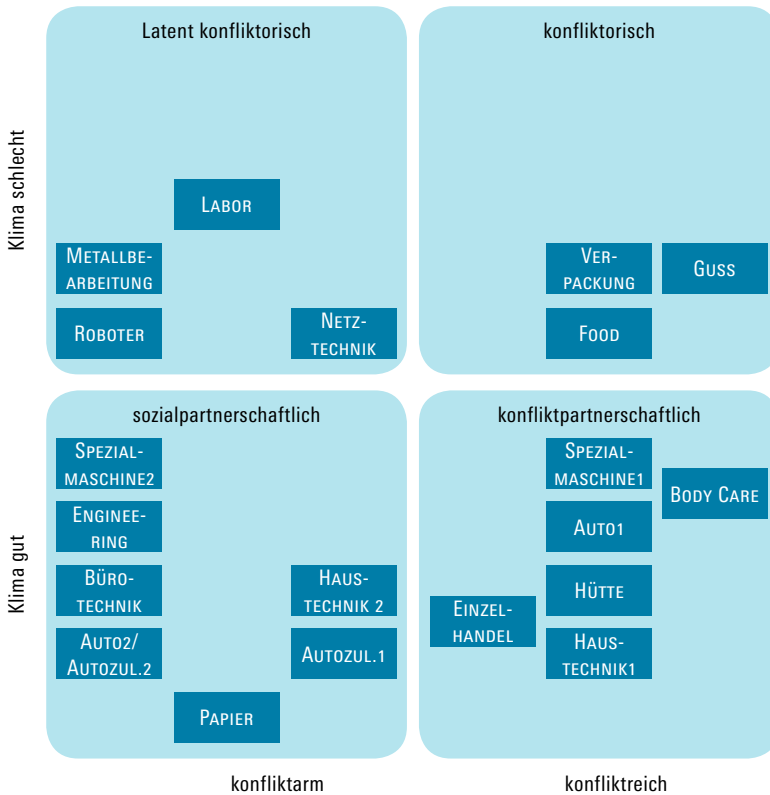 Latent konfliktorisch
konfliktorisch
Klima schlecht
LABOR
METALLBE-
ARBEITUNG
VER-
PACKUNG
GUSS
ROBOTER
NETZ-
TECHNIK
FOOD
sozialpartnerschaftlich
konfliktpartnerschaftlich
Klima gut
SPEZIAL-
MASCHINE2
SPEZIAL-
MASCHINE1
BODY CARE
ENGINEE-
RING
AUTO1
BÜRO-
TECHNIK
HAUS-
TECHNIK 2
HÜTTE
EINZEL-
HANDEL
AUTO2/
AUTOZUL.2
AUTOZUL.1
HAUS-
TECHNIK1
PAPIER
konfliktarm
konfliktreich